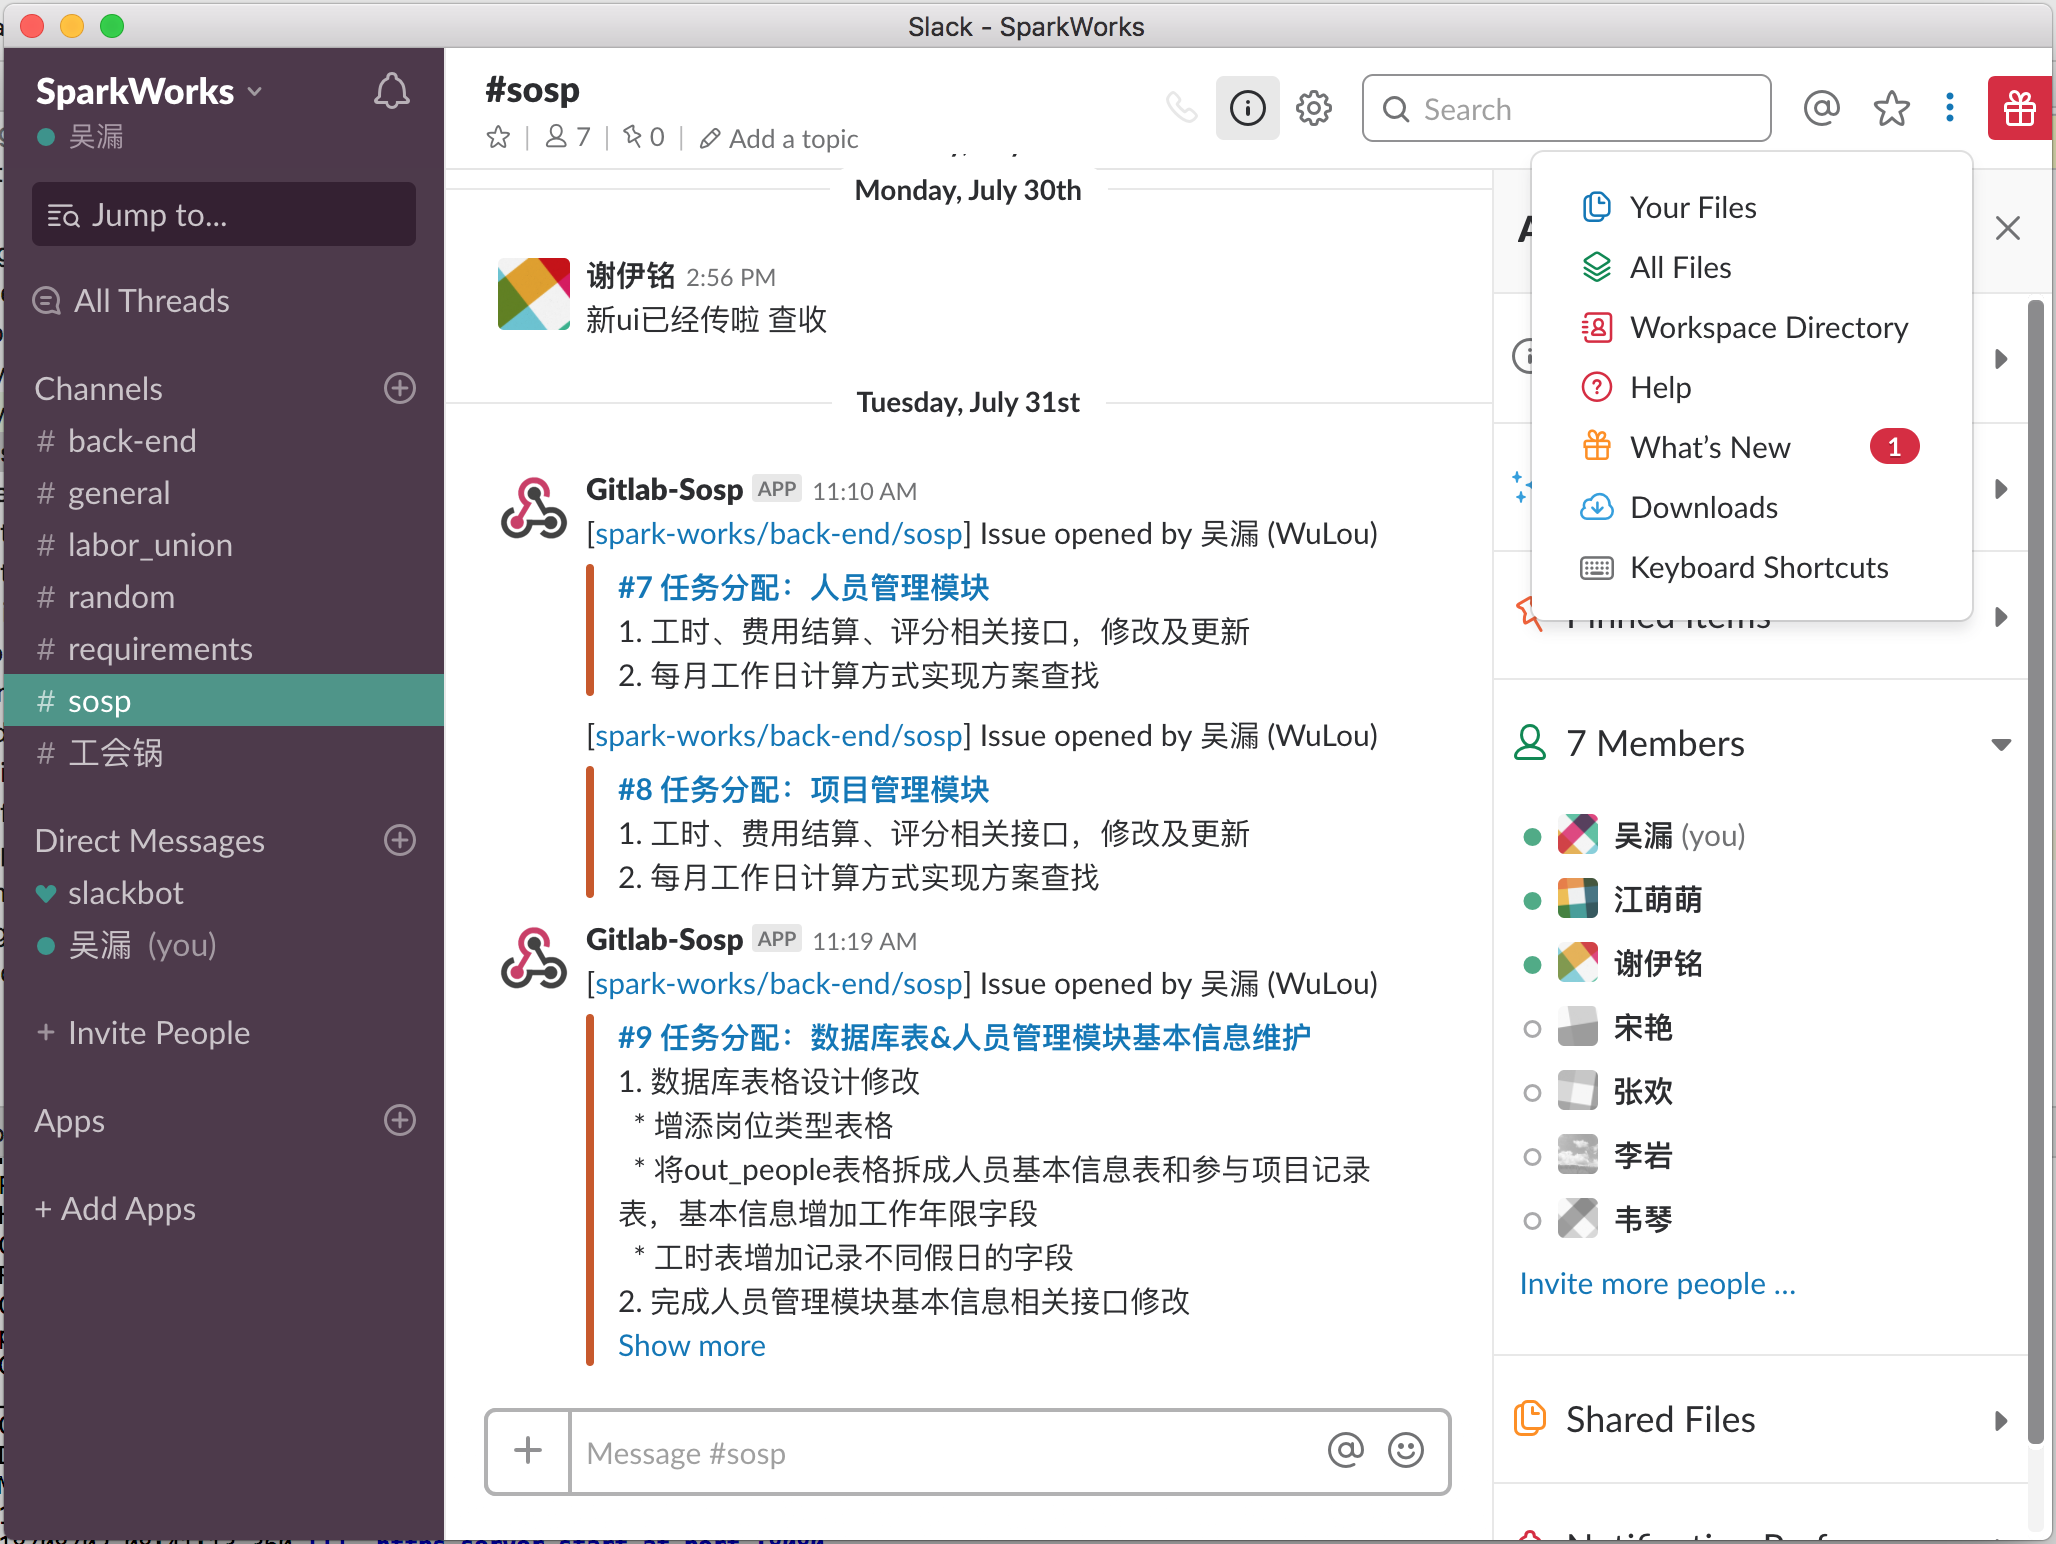 Slack - SparkWorks
SparkWorks
吴漏
Jump to...
All Threads
Channels
# back-end
# general
# labor_union
# random
# requirements
# sosp
# 工会锅
Direct Messages
slackbot
吴漏 (you)
+ Invite People
Apps
+ Add Apps
#sosp
7
0
Add a topic
Search
Monday, July 30th
谢伊铭 2:56 PM
新ui已经传啦 查收
Tuesday, July 31st
Gitlab-Sosp APP 11:10 AM
[spark-works/back-end/sosp] Issue opened by 吴漏 (WuLou)
#7 任务分配：人员管理模块
1. 工时、费用结算、评分相关接口，修改及更新
2. 每月工作日计算方式实现方案查找
[spark-works/back-end/sosp] Issue opened by 吴漏 (WuLou)
#8 任务分配：项目管理模块
1. 工时、费用结算、评分相关接口，修改及更新
2. 每月工作日计算方式实现方案查找
Gitlab-Sosp APP 11:19 AM
[spark-works/back-end/sosp] Issue opened by 吴漏 (WuLou)
#9 任务分配：数据库表&人员管理模块基本信息维护
1. 数据库表格设计修改
* 增添岗位类型表格
* 将out_people表格拆成人员基本信息表和参与项目记录
表，基本信息增加工作年限字段
* 工时表增加记录不同假日的字段
2. 完成人员管理模块基本信息相关接口修改
Show more
Message #sosp
Your Files
All Files
Workspace Directory
Help
What's New 1
Downloads
Keyboard Shortcuts
Pinned Items
7 Members
吴漏 (you)
江萌萌
谢伊铭
宋艳
张欢
李岩
韦琴
Invite more people ...
Shared Files